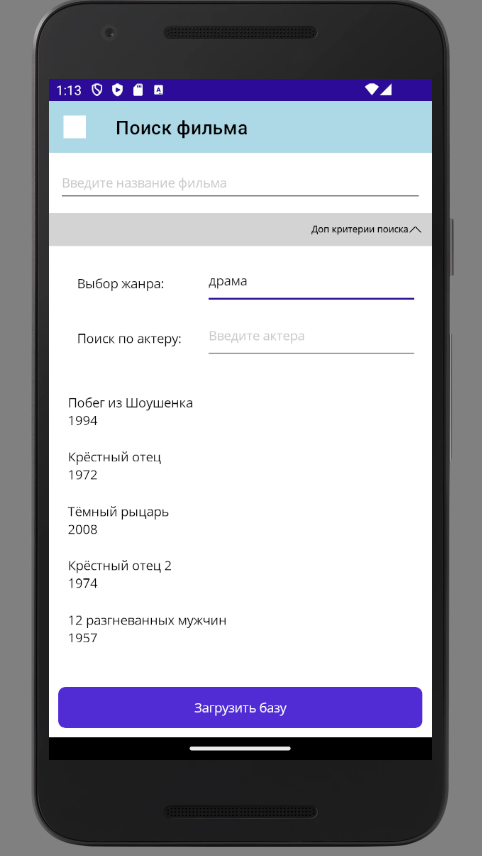 1:13
Поиск фильма
Введите название фильма
Доп критерии поиска
Выбор жанра:
драма
Поиск по актеру:
Введите актера
Побег из Шоушенка
1994
Крёстный отец
1972
Тёмный рыцарь
2008
Крёстный отец 2
1974
12 разгневанных мужчин
1957
Загрузить базу